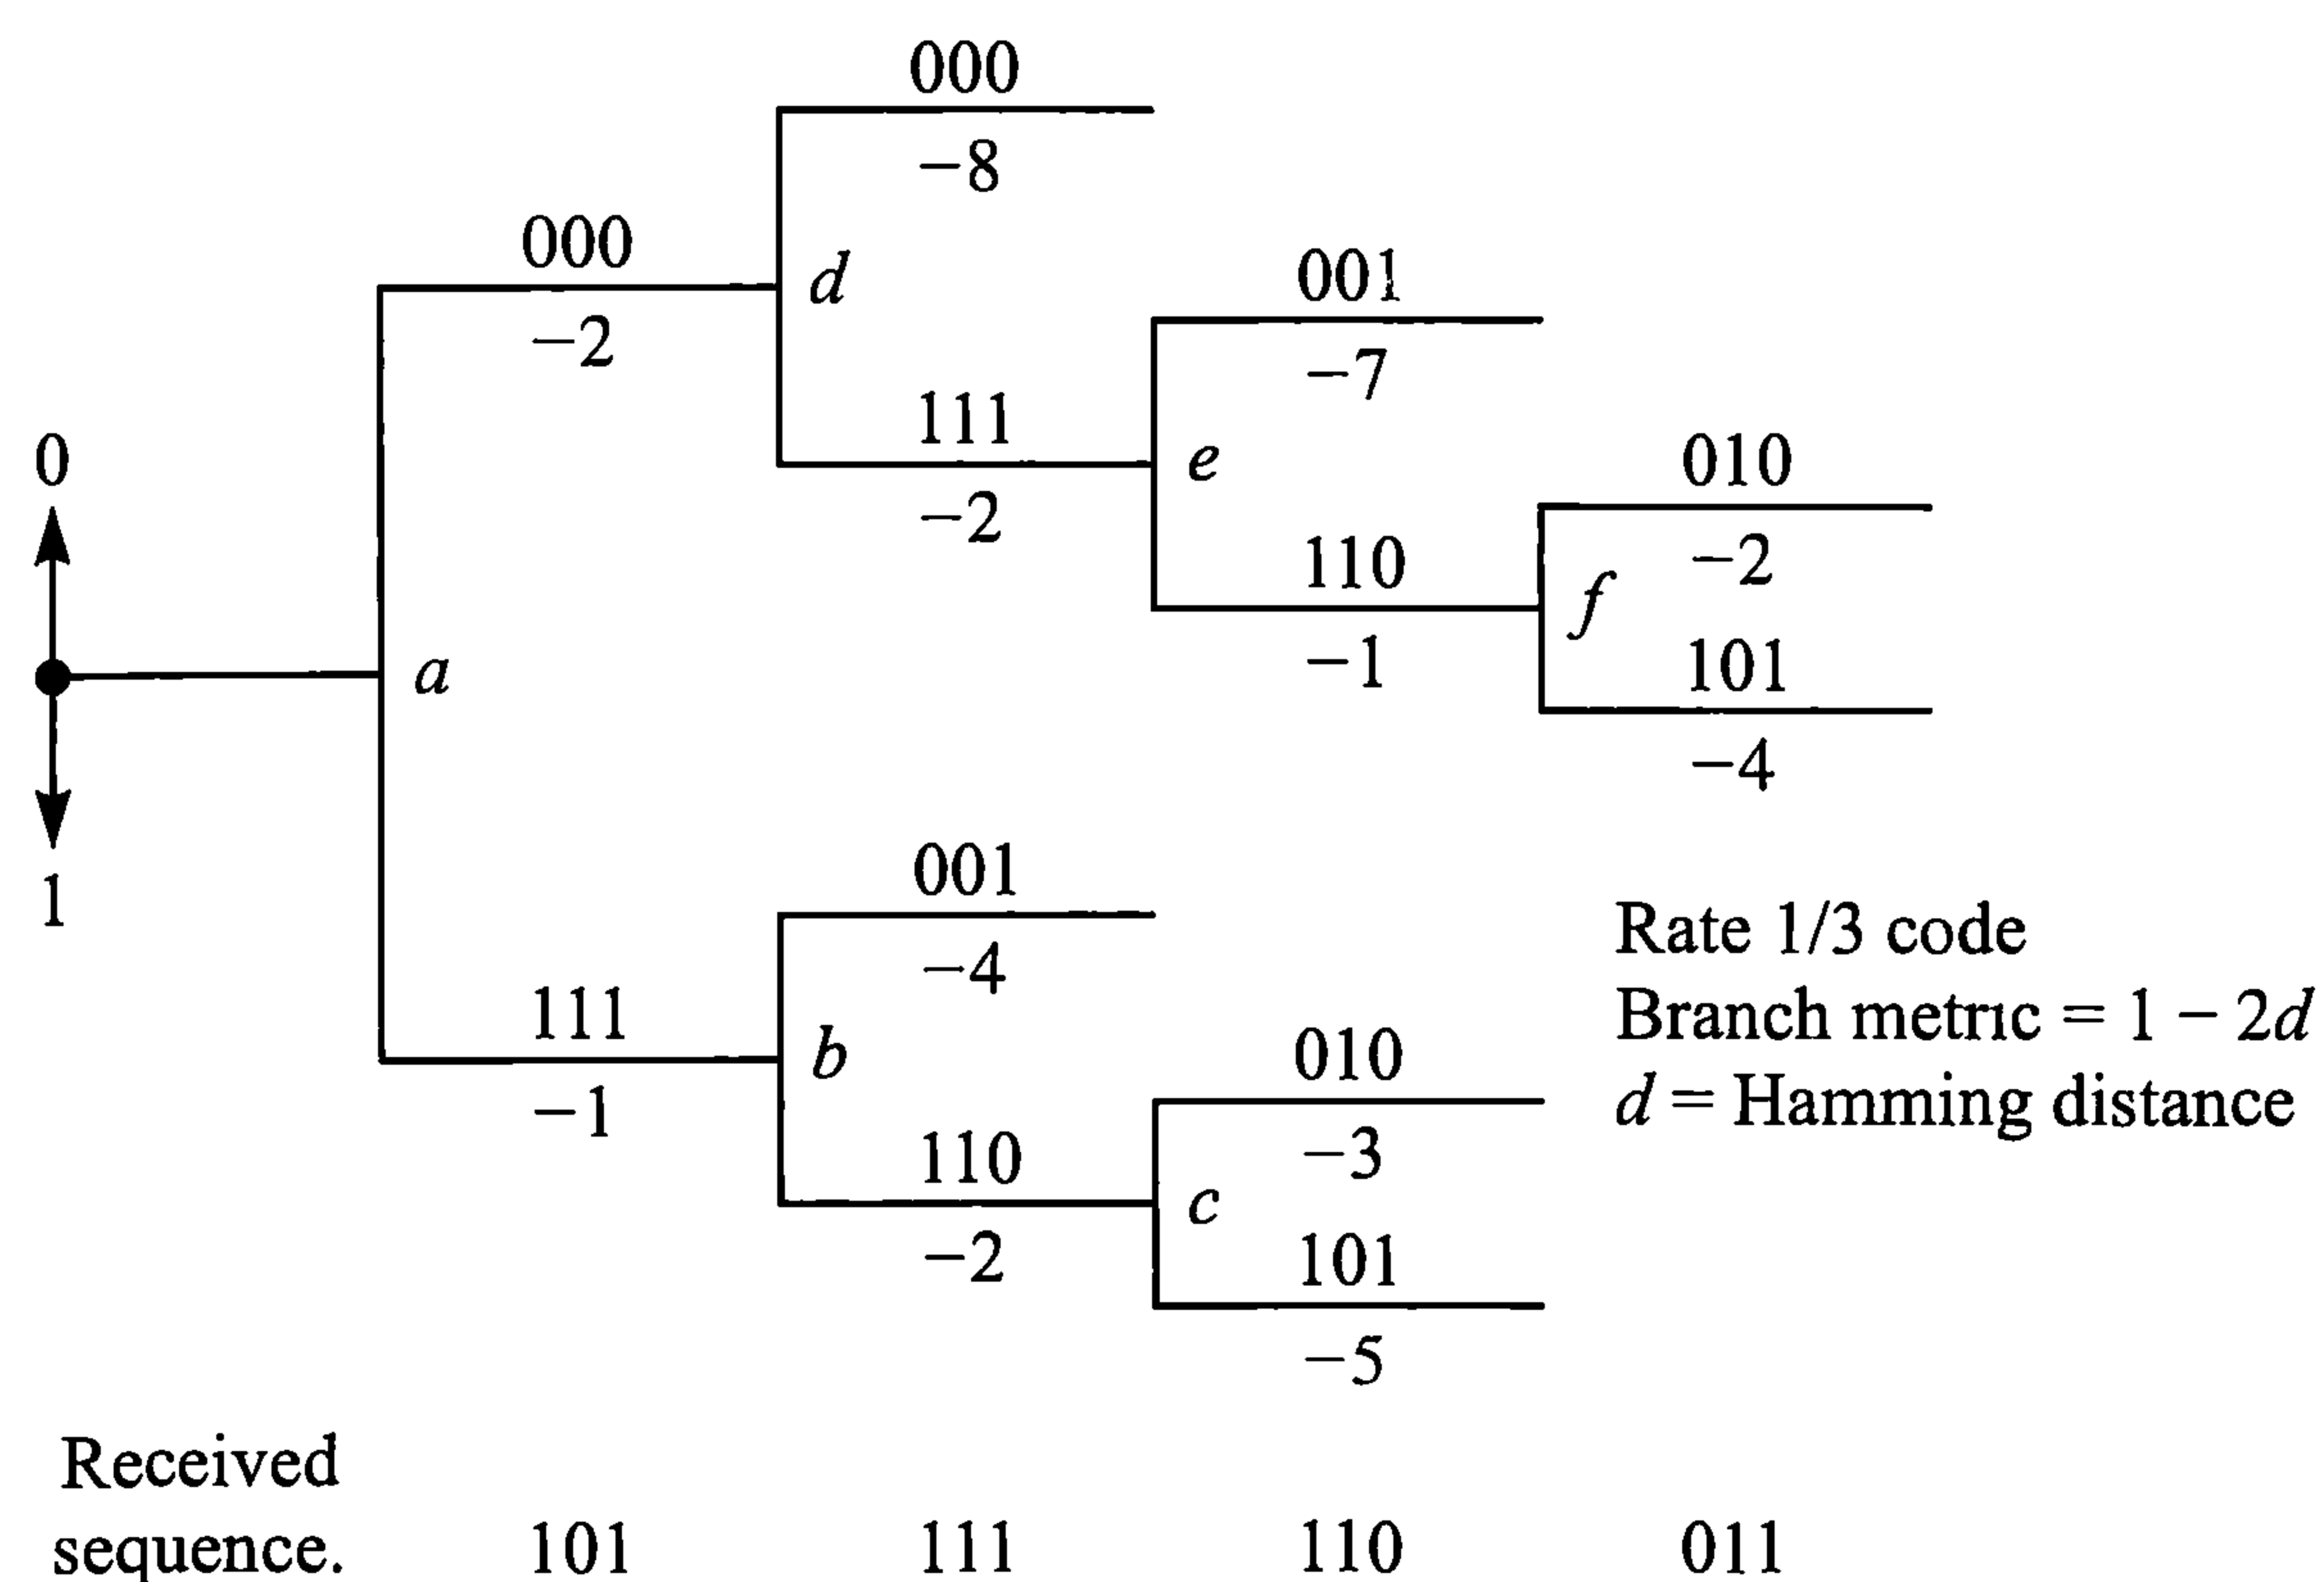 000
−8
000
−2
d
001
−7
111
−2
e
0
010
−2
110
−1
f
101
−4
a
1
001
−4
111
−1
b
010
−3
110
−2
c
101
−5
Rate 1/3 code
Branch metric = 1 − 2d
d = Hamming distance
Received
sequence. 101 111 110 011